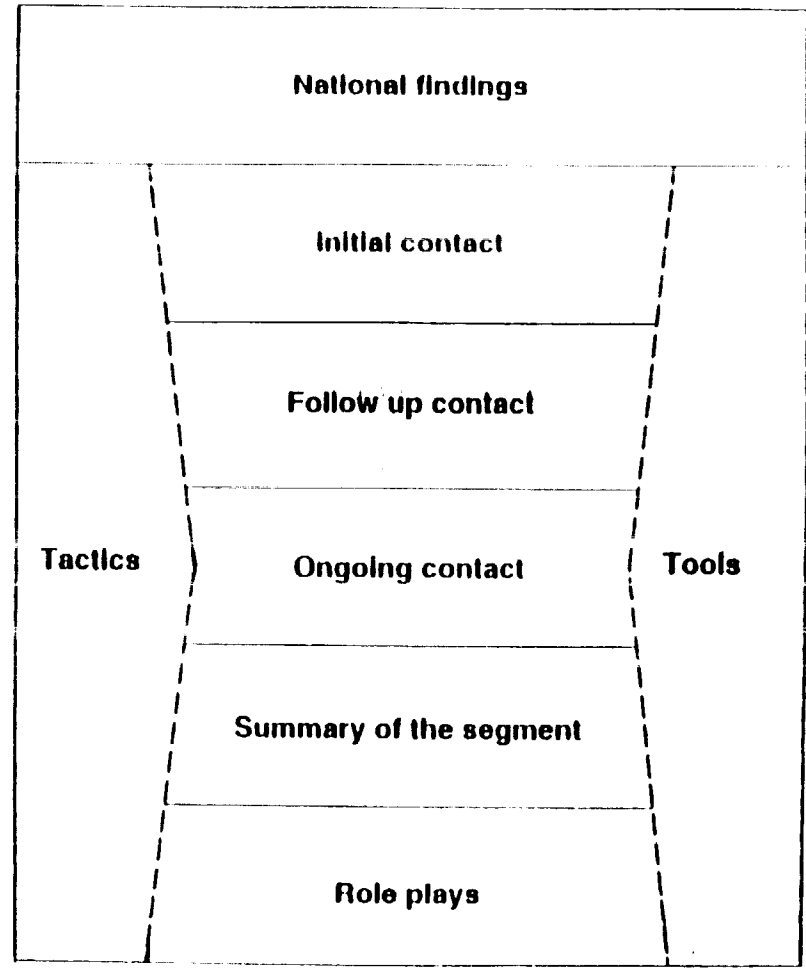 National findings
Initial contact
Follow up contact
Tactics
Ongoing contact
Tools
Summary of the segment
Role plays